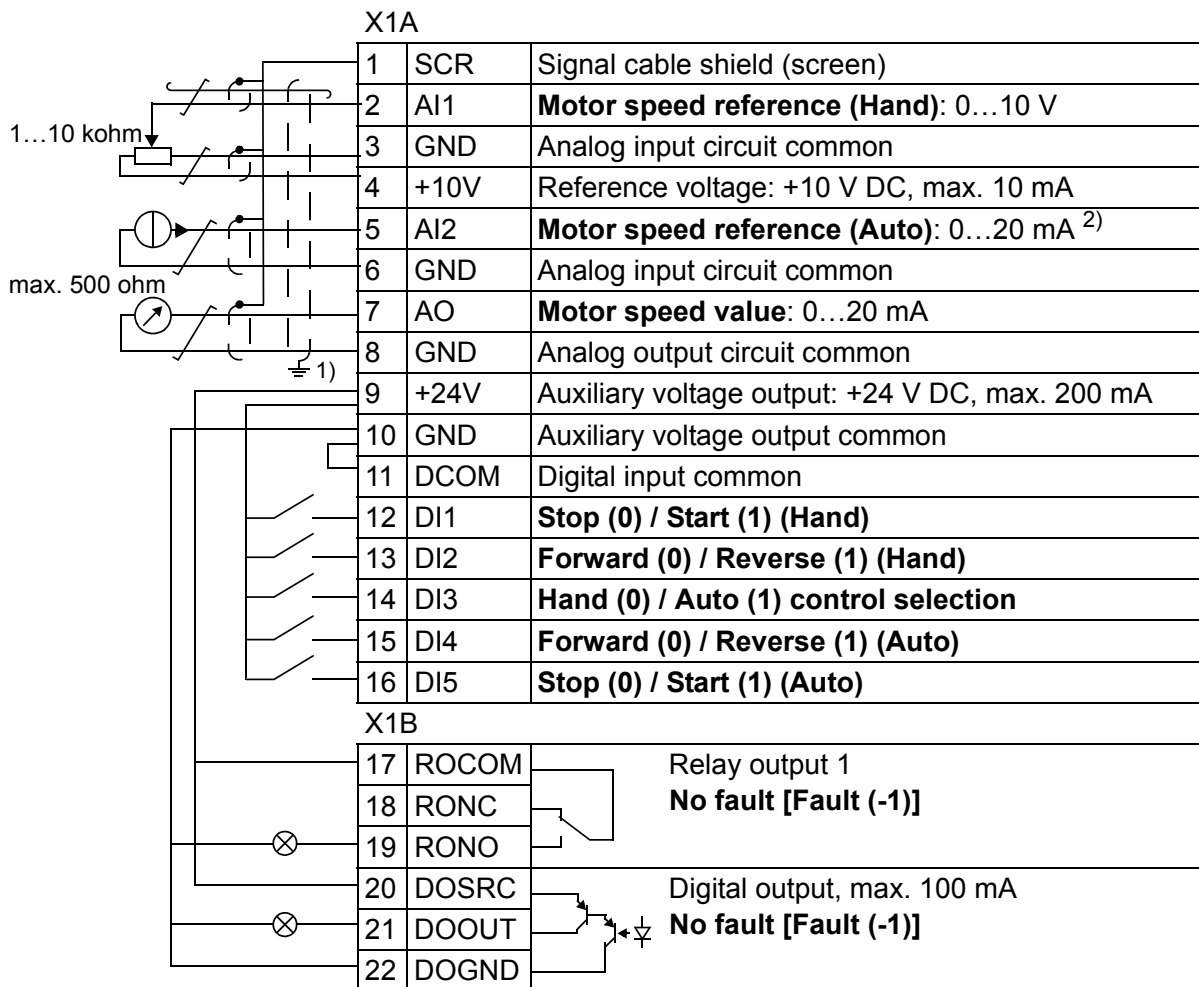 X1A
1 SCR Signal cable shield (screen)
2 AI1 Motor speed reference (Hand): 0…10 V
1…10 kohm
3 GND Analog input circuit common
4 +10V Reference voltage: +10 V DC, max. 10 mA
5 AI2 Motor speed reference (Auto): 0…20 mA 2)
6 GND Analog input circuit common
max. 500 ohm
7 AO Motor speed value: 0…20 mA
8 GND Analog output circuit common
1)
9 +24V Auxiliary voltage output: +24 V DC, max. 200 mA
10 GND Auxiliary voltage output common
11 DCOM Digital input common
12 DI1 Stop (0) / Start (1) (Hand)
13 DI2 Forward (0) / Reverse (1) (Hand)
14 DI3 Hand (0) / Auto (1) control selection
15 DI4 Forward (0) / Reverse (1) (Auto)
16 DI5 Stop (0) / Start (1) (Auto)
X1B
17 ROCOM Relay output 1
18 RONC No fault [Fault (-1)]
19 RONO
20 DOSRC Digital output, max. 100 mA
21 DOOUT No fault [Fault (-1)]
22 DOGND